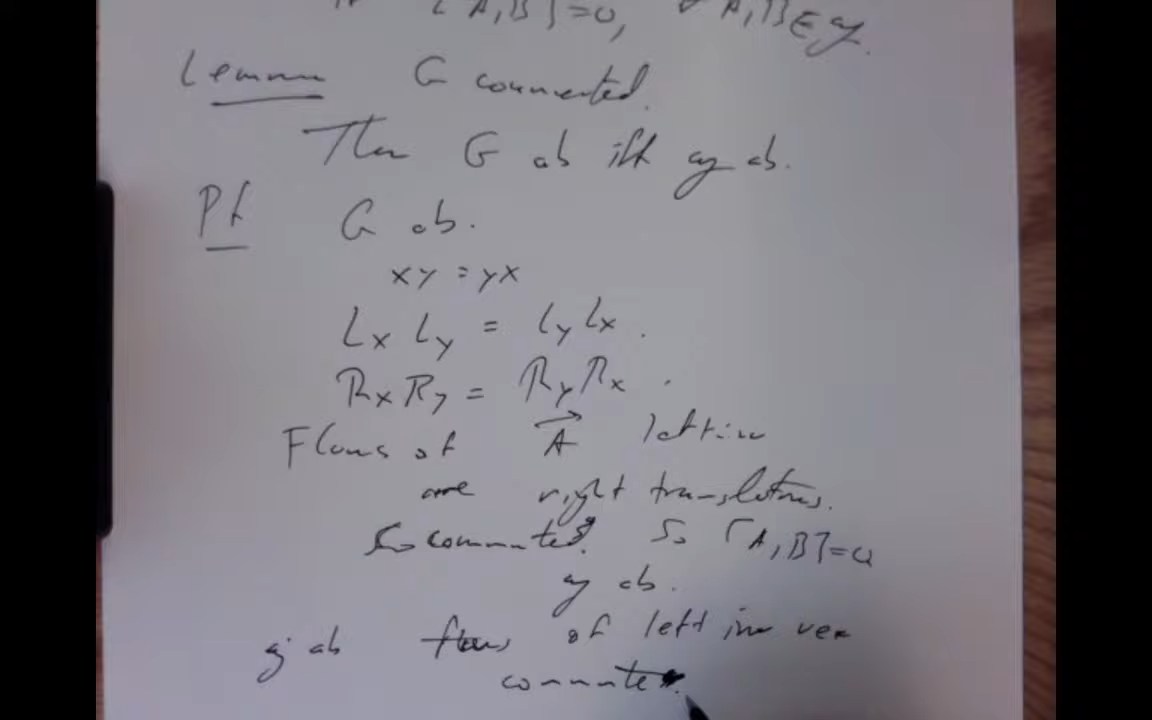 [A,B]=0, ∀ A,B∈𝔤.
Lemma G connected.
Then G ab iff 𝔤 ab.
Pf G ab.
xy = yx
Lx Ly = Ly Lx.
Rx Ry = Ry Rx.
Flows of A⃗ left inv
are right translations.
So commutes. So [A,B]=0
𝔤 ab.
𝔤 ab flows of left inv vec
commute.